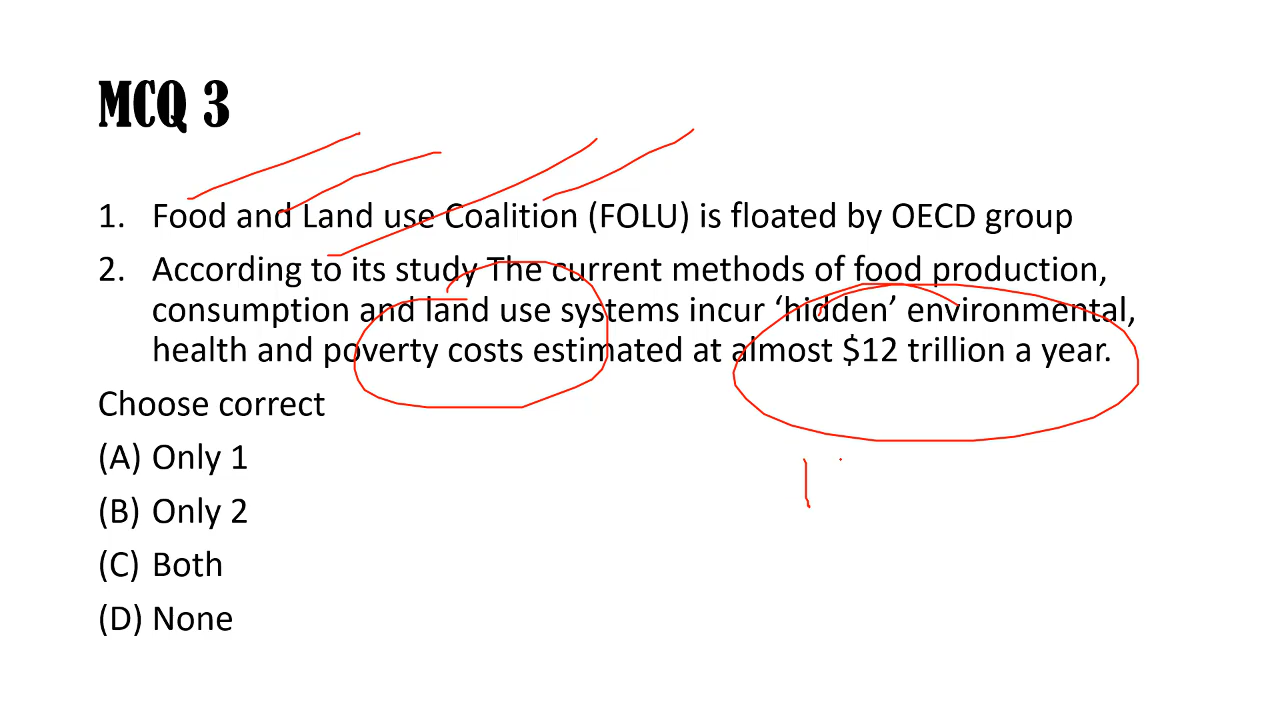 MCQ 3
1. Food and Land use Coalition (FOLU) is floated by OECD group
2. According to its study The current methods of food production,
consumption and land use systems incur ‘hidden’ environmental,
health and poverty costs estimated at almost $12 trillion a year.
Choose correct
(A) Only 1
(B) Only 2
(C) Both
(D) None